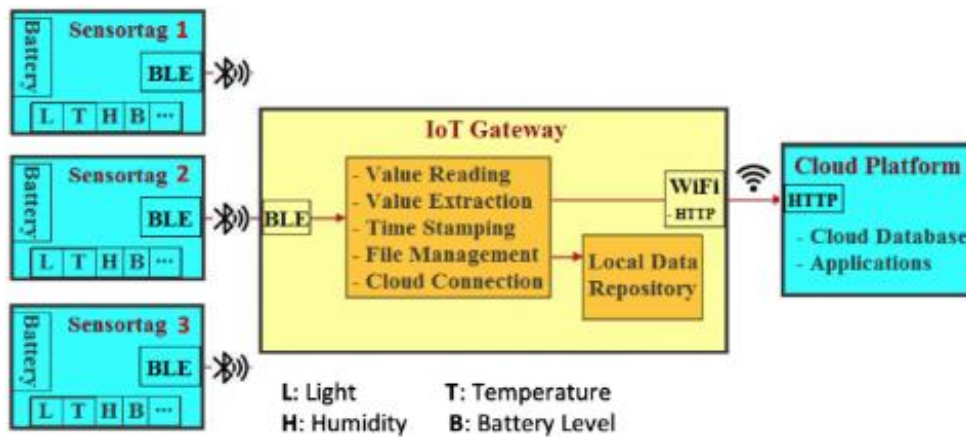 Battery
Sensortag 1
BLE
L T H B ...
Battery
Sensortag 2
BLE
L T H B ...
Battery
Sensortag 3
BLE
L T H B ...
IoT Gateway
BLE
- Value Reading
- Value Extraction
- Time Stamping
- File Management
- Cloud Connection
WiFi
- HTTP
Local Data
Repository
Cloud Platform
HTTP
- Cloud Database
- Applications
L: Light T: Temperature
H: Humidity B: Battery Level